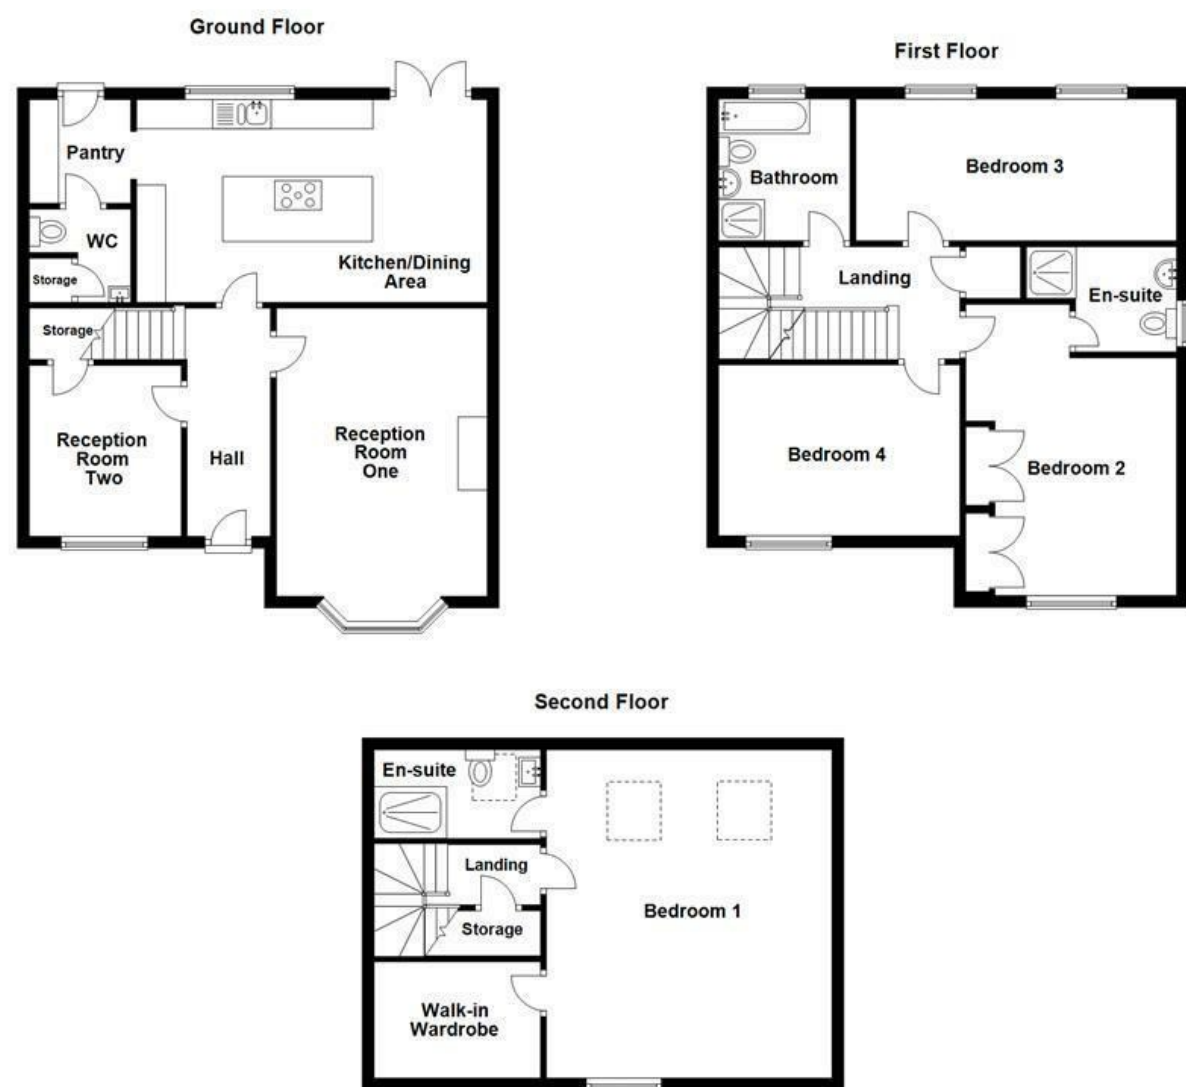 Ground Floor
Pantry
WC
Storage
Kitchen/Dining
Area
Storage
Reception
Room
Two
Hall
Reception
Room
One
First Floor
Bathroom
Bedroom 3
Landing
En-suite
Bedroom 4
Bedroom 2
Second Floor
En-suite
Landing
Storage
Bedroom 1
Walk-in
Wardrobe